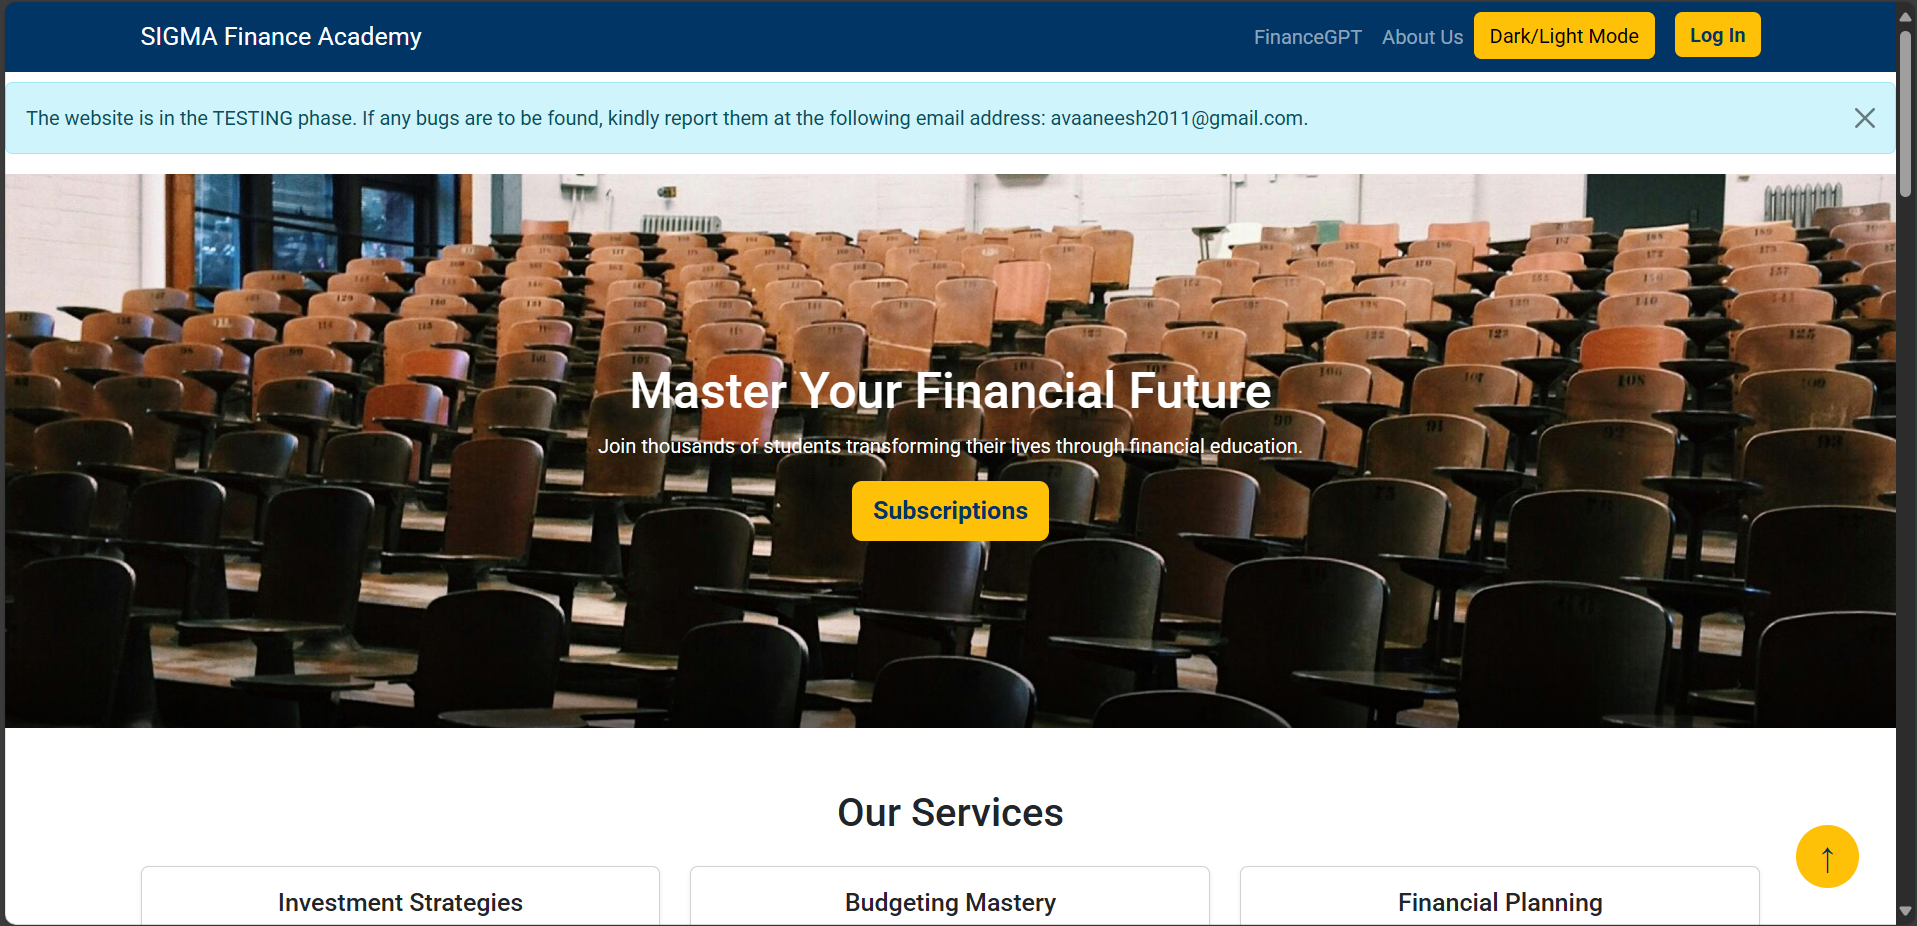 SIGMA Finance Academy
FinanceGPT
About Us
Dark/Light Mode
Log In
The website is in the TESTING phase. If any bugs are to be found, kindly report them at the following email address: avaaneesh2011@gmail.com.
Master Your Financial Future
Join thousands of students transforming their lives through financial education.
Subscriptions
Our Services
Investment Strategies
Budgeting Mastery
Financial Planning
↑